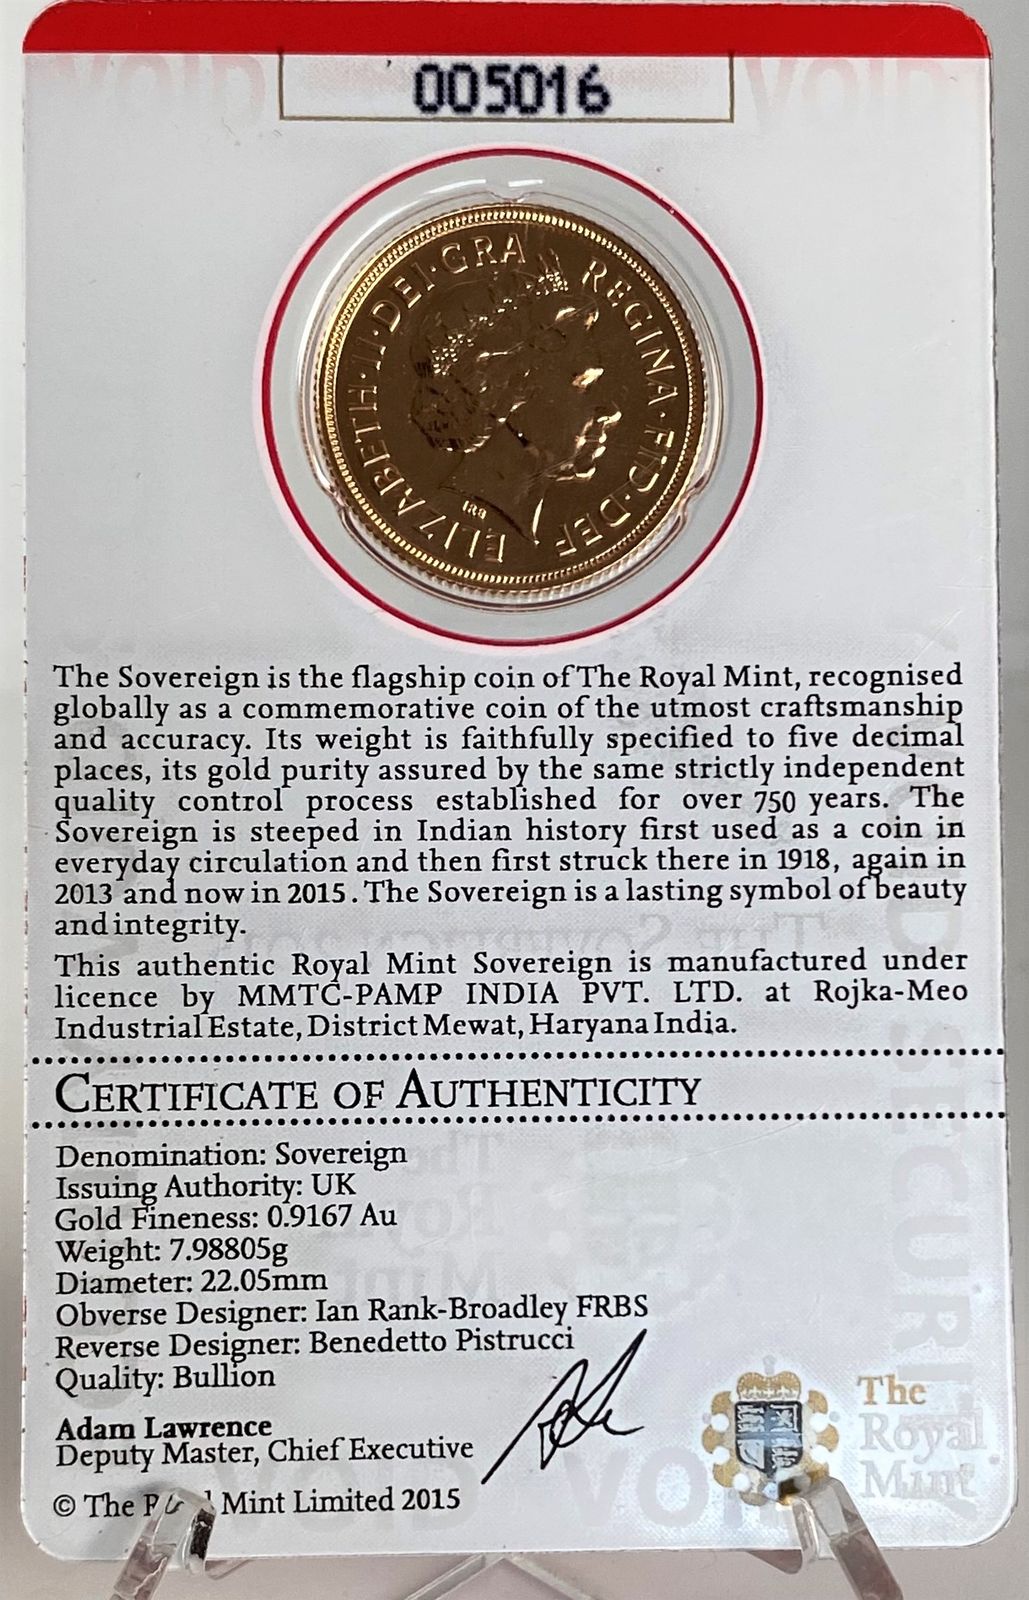 VOID
VOID
005016
ELIZABETH·II·DEI·GRA REGINA·FID·DEF
IRB
The Sovereign is the flagship coin of The Royal Mint, recognised
globally as a commemorative coin of the utmost craftsmanship
and accuracy. Its weight is faithfully specified to five decimal
places, its gold purity assured by the same strictly independent
quality control process established for over 750 years. The
Sovereign is steeped in Indian history first used as a coin in
everyday circulation and then first struck there in 1918, again in
2013 and now in 2015. The Sovereign is a lasting symbol of beauty
and integrity.
This authentic Royal Mint Sovereign is manufactured under
licence by MMTC-PAMP INDIA PVT. LTD. at Rojka-Meo
Industrial Estate, District Mewat, Haryana India.
CERTIFICATE OF AUTHENTICITY
Denomination: Sovereign
Issuing Authority: UK
Gold Fineness: 0.9167 Au
Weight: 7.98805g
Diameter: 22.05mm
Obverse Designer: Ian Rank-Broadley FRBS
Reverse Designer: Benedetto Pistrucci
Quality: Bullion
Adam Lawrence
Deputy Master, Chief Executive
© The Mint Limited 2015
The
Royal
Mint
VOID SECURITY